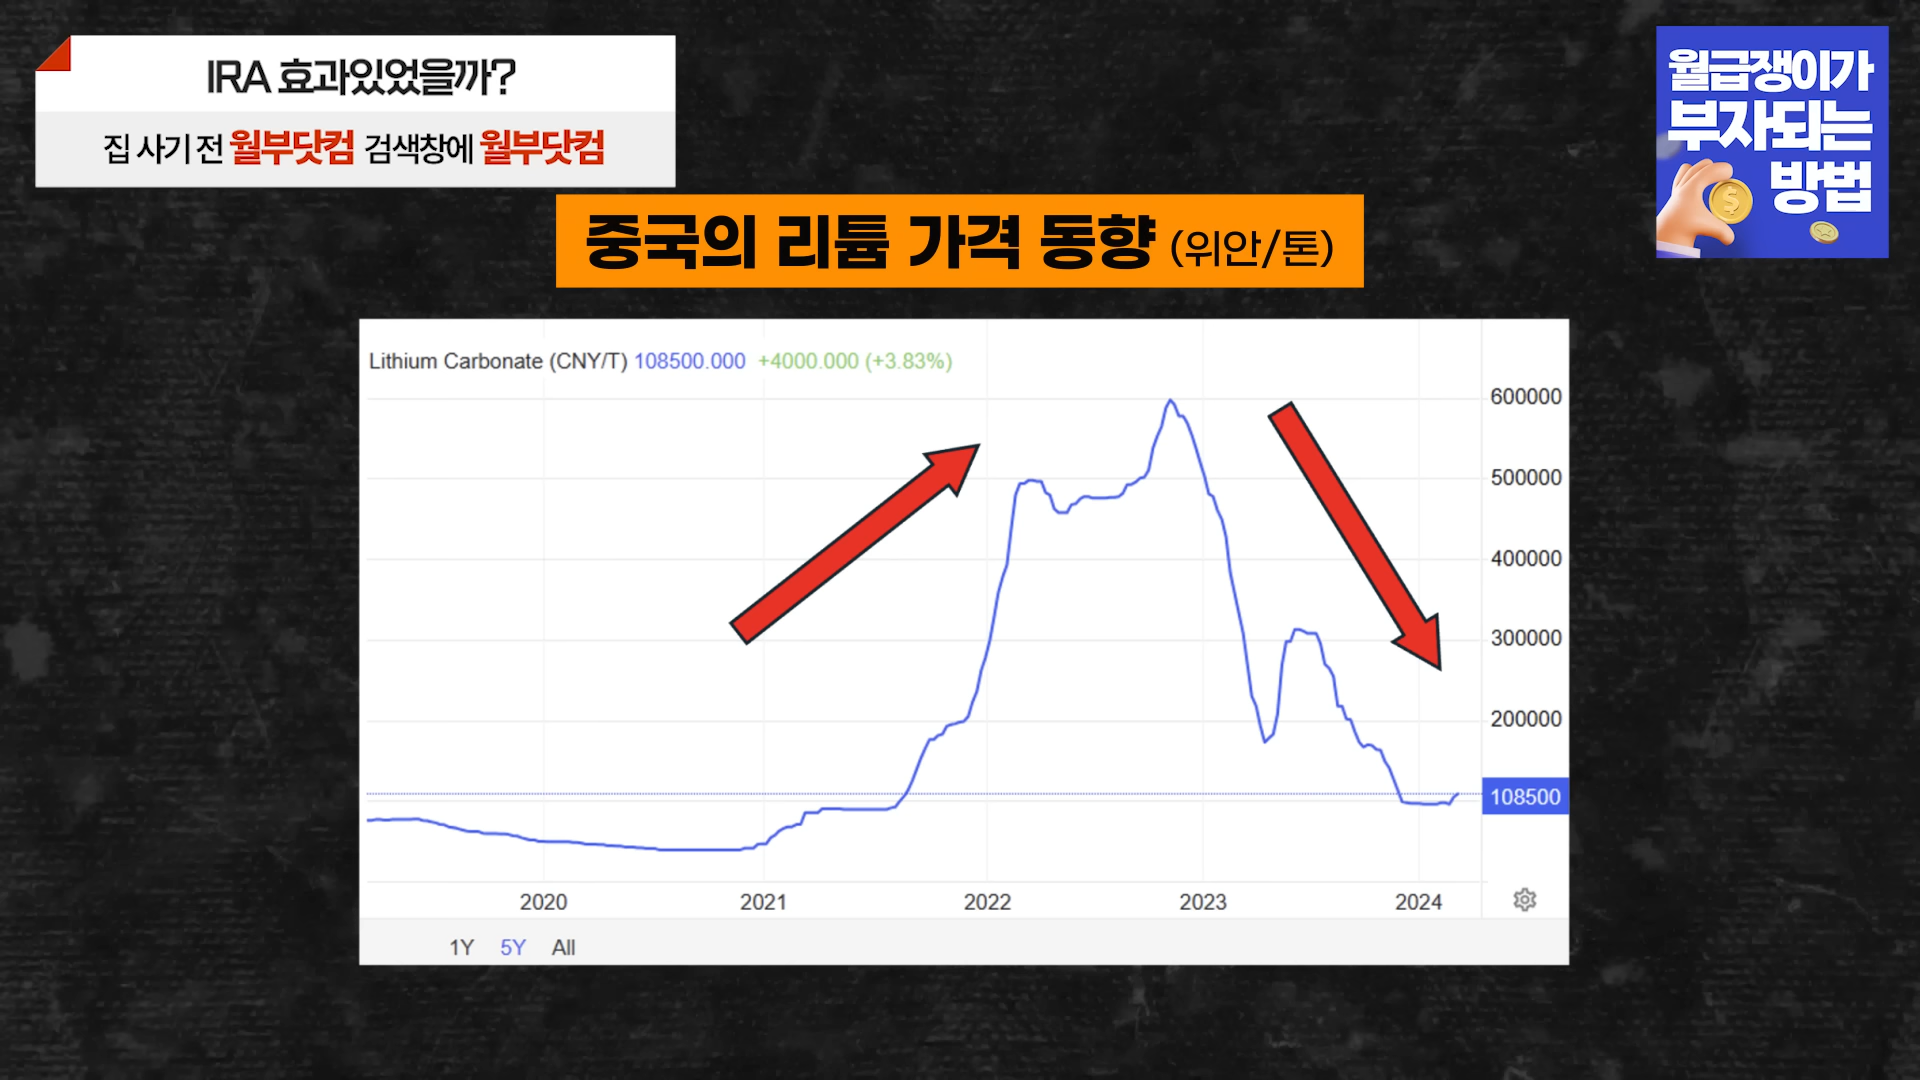 IRA 효과있었을까?
집 사기 전 월부닷컴 검색창에 월부닷컴
월급쟁이가
부자되는
방법
중국의 리튬 가격 동향 (위안/톤)
Lithium Carbonate (CNY/T) 108500.000 +4000.000 (+3.83%)
600000
500000
400000
300000
200000
108500
2020 2021 2022 2023 2024
1Y 5Y All